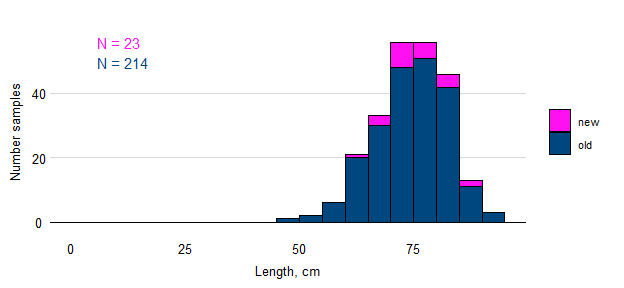 N = 23
N = 214
Number samples
40
20
0
0
25
50
75
Length, cm
new
old